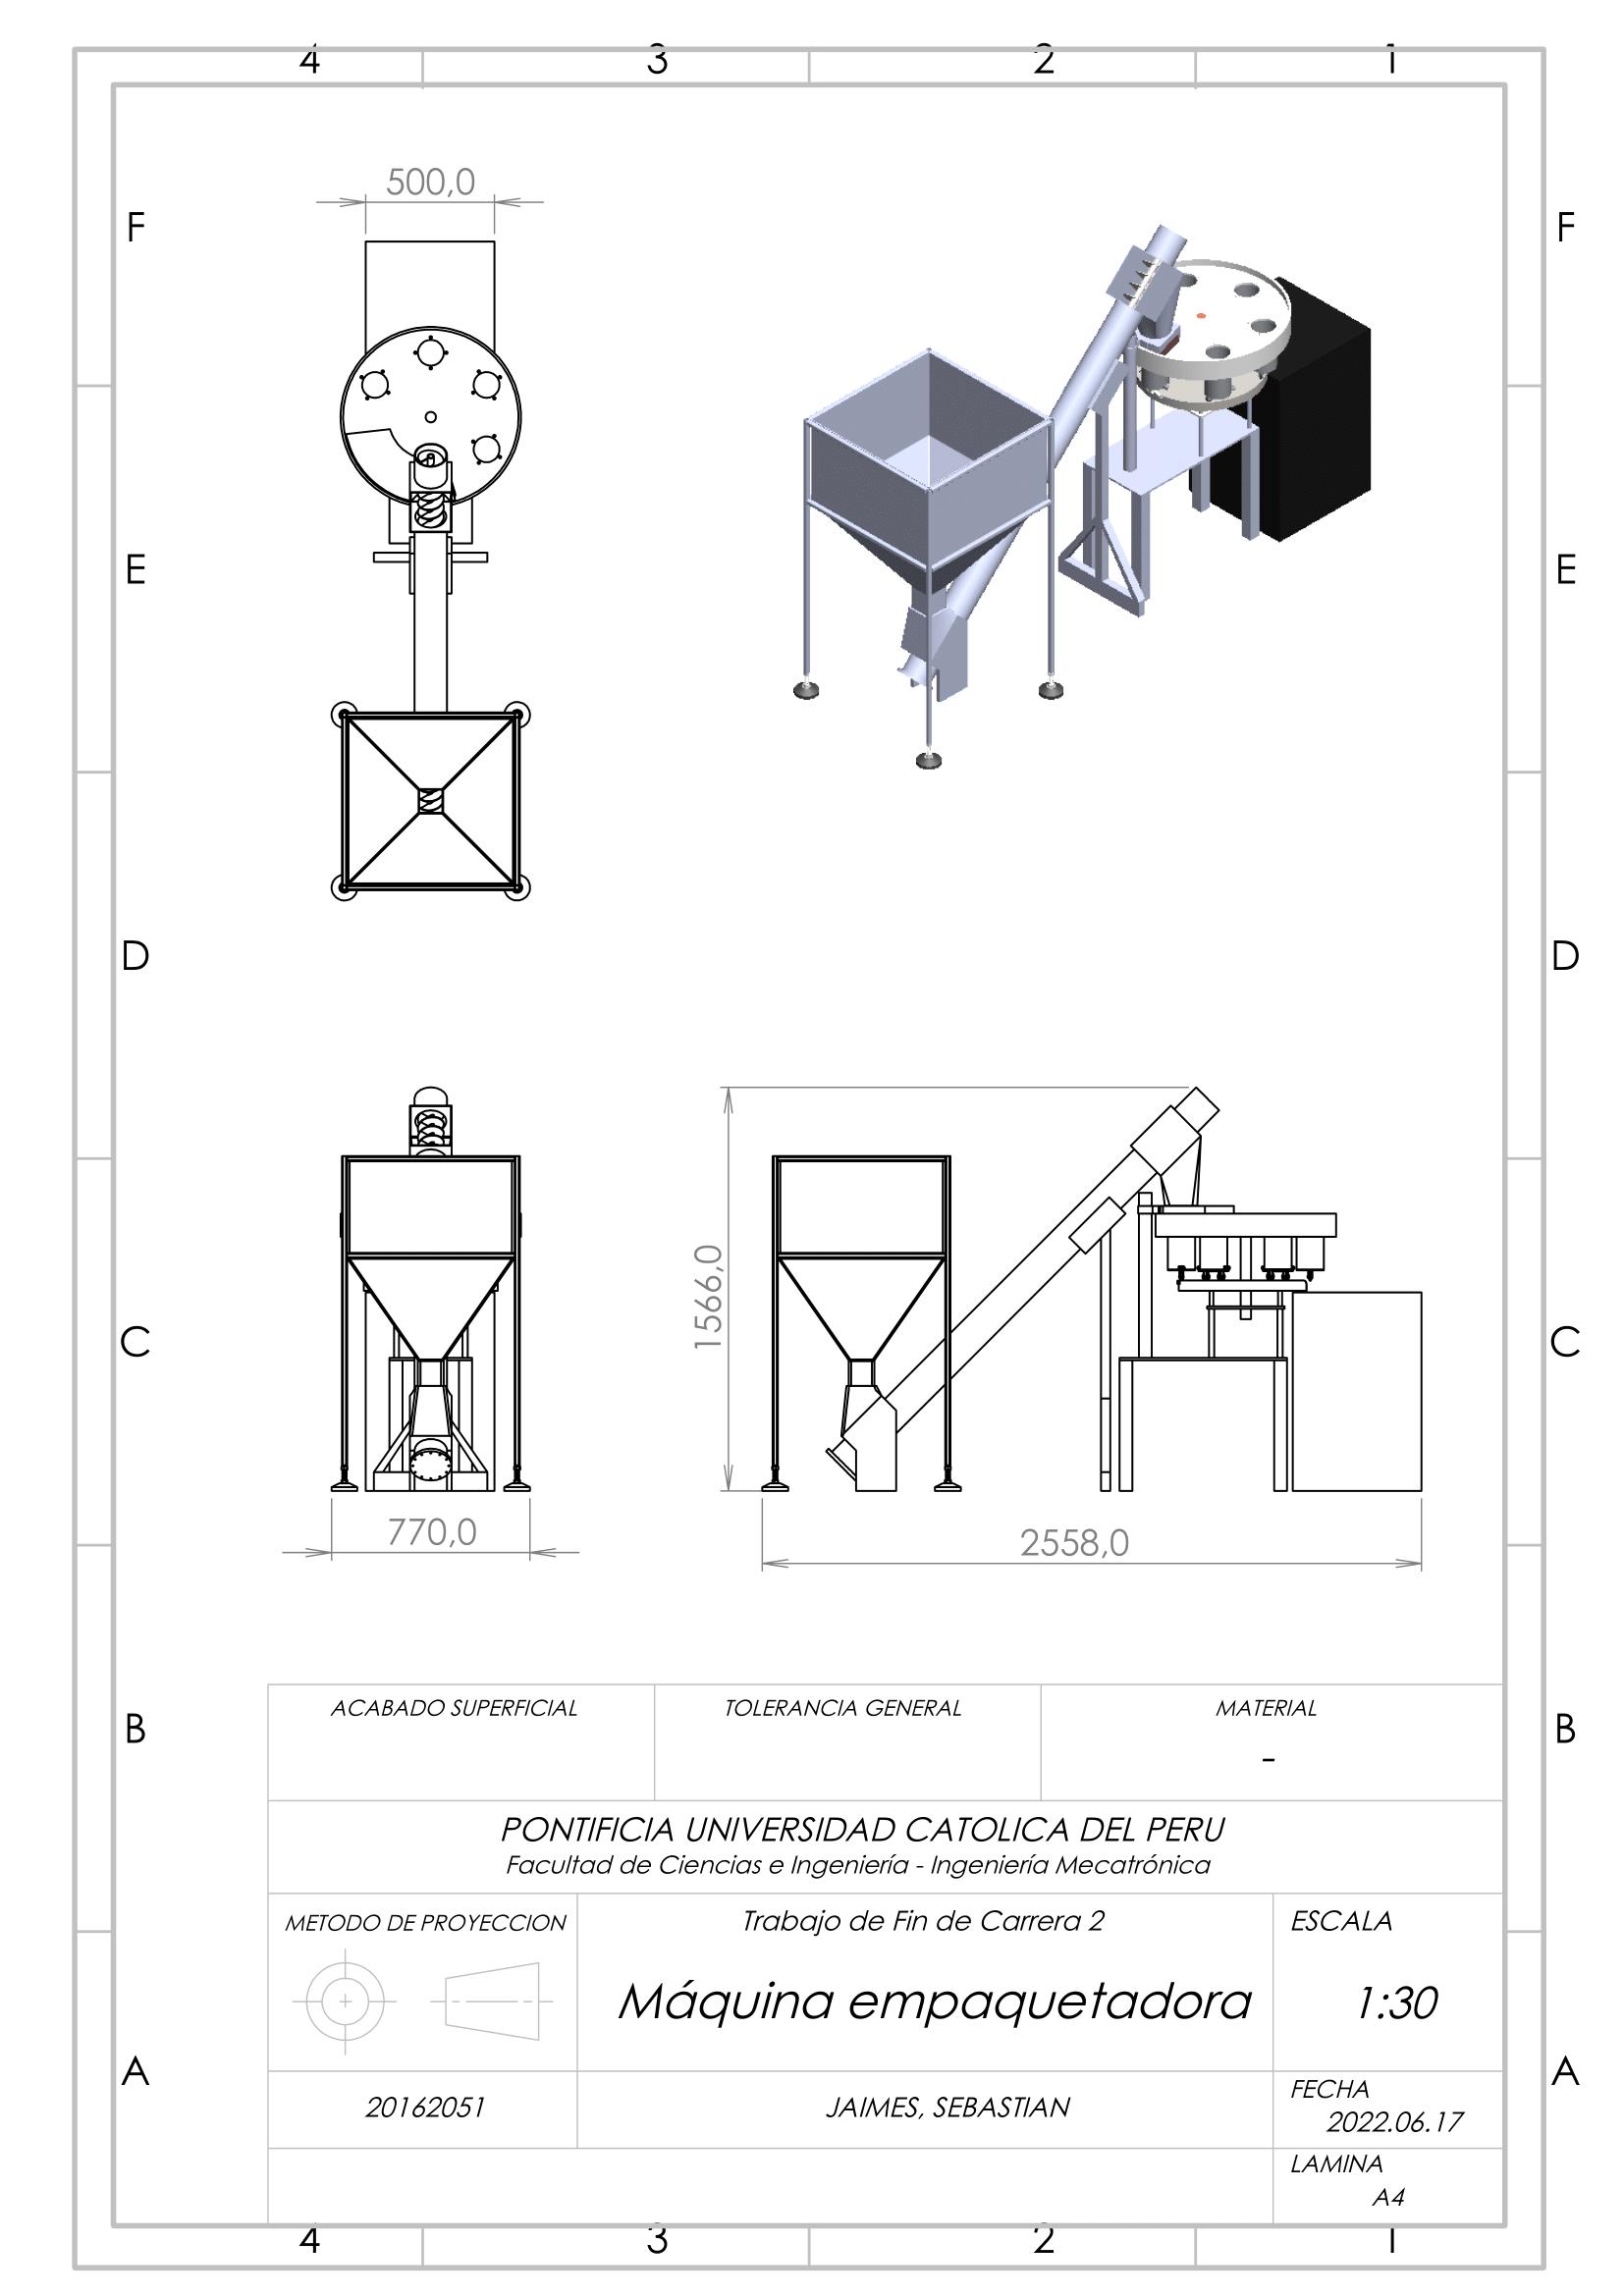 4 3 2 1
500,0
F F
E E
D D
1566,0
C C
770,0
2558,0
ACABADO SUPERFICIAL
TOLERANCIA GENERAL
MATERIAL
-
B B
PONTIFICIA UNIVERSIDAD CATOLICA DEL PERU
Facultad de Ciencias e Ingeniería - Ingeniería Mecatrónica
METODO DE PROYECCION
Trabajo de Fin de Carrera 2
Máquina empaquetadora
ESCALA
1:30
A A
20162051
JAIMES, SEBASTIAN
FECHA
2022.06.17
LAMINA
A4
4 3 2 1